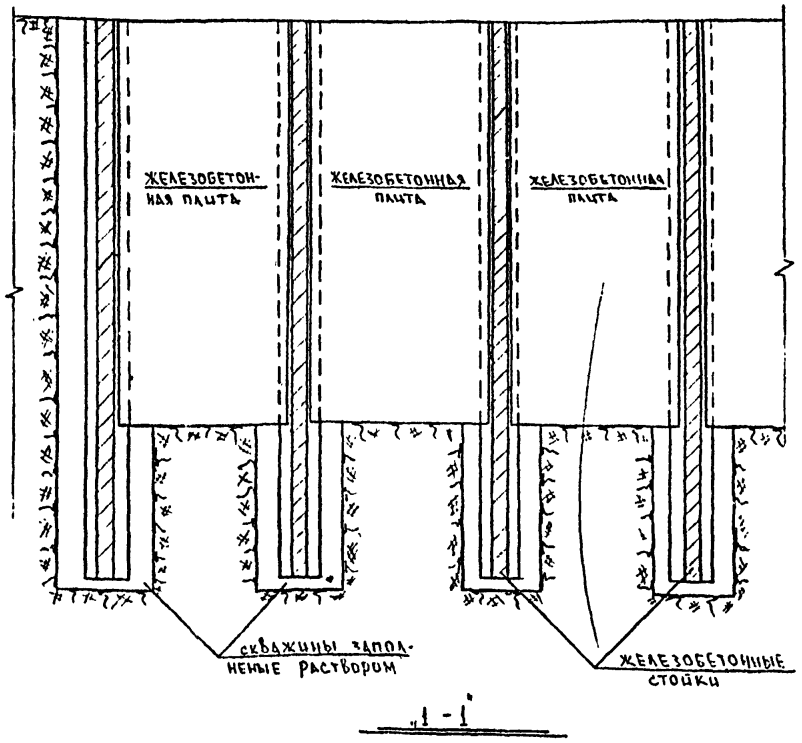 ЖЕЛЕЗОБЕТОН-
НАЯ ПЛИТА
ЖЕЛЕЗОБЕТОННАЯ
ПЛИТА
ЖЕЛЕЗОБЕТОННАЯ
ПЛИТА
СКВАЖИНЫ ЗАПОЛ-
НЕНЫЕ РАСТВОРОМ
ЖЕЛЕЗОБЕТОННЫЕ
СТОЙКИ
„1-1"